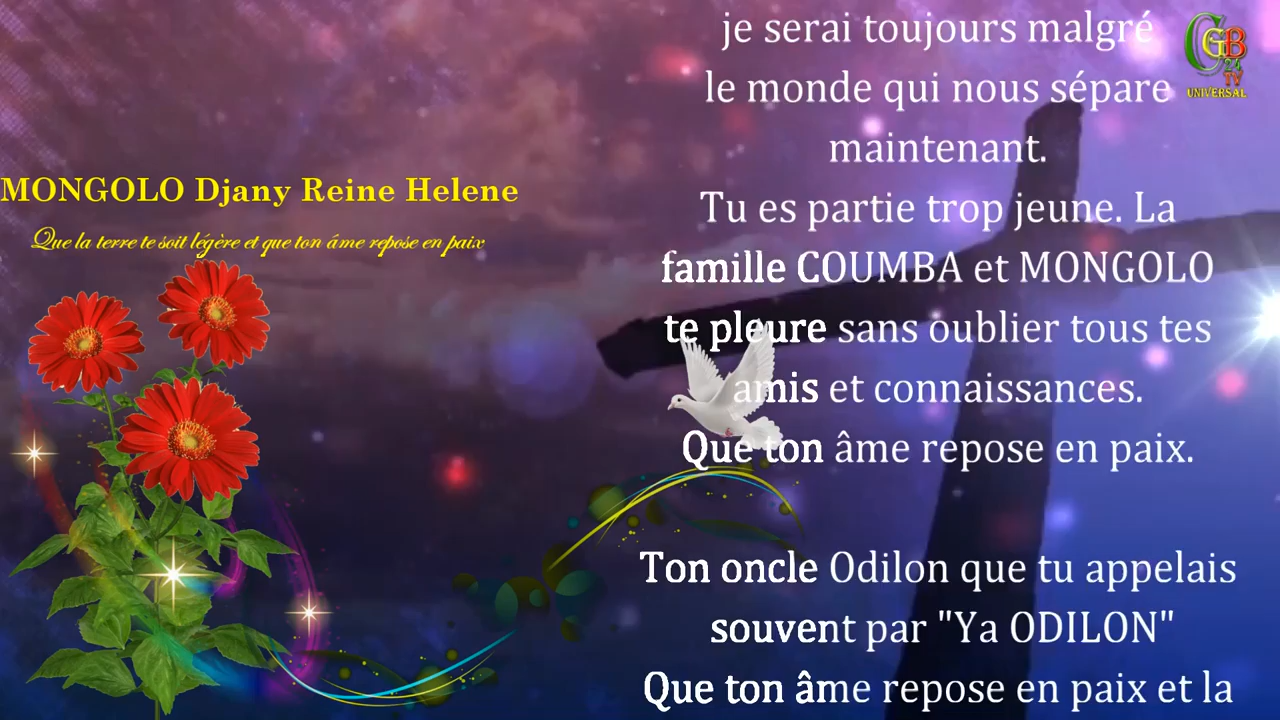 je serai toujours malgré
le monde qui nous sépare
maintenant.
Tu es partie trop jeune. La
famille COUMBA et MONGOLO
te pleure sans oublier tous tes
amis et connaissances.
Que ton âme repose en paix.
Ton oncle Odilon que tu appelais
souvent par "Ya ODILON"
Que ton âme repose en paix et la
MONGOLO Djany Reine Helene
Que la terre te soit légère et que ton âme repose en paix
GGB
24
TV
UNIVERSAL